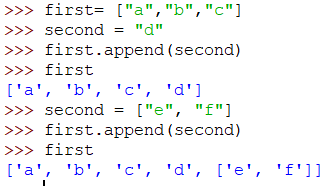 >>> first= ["a","b","c"]
>>> second = "d"
>>> first.append(second)
>>> first
['a', 'b', 'c', 'd']
>>> second = ["e", "f"]
>>> first.append(second)
>>> first
['a', 'b', 'c', 'd', ['e', 'f']]